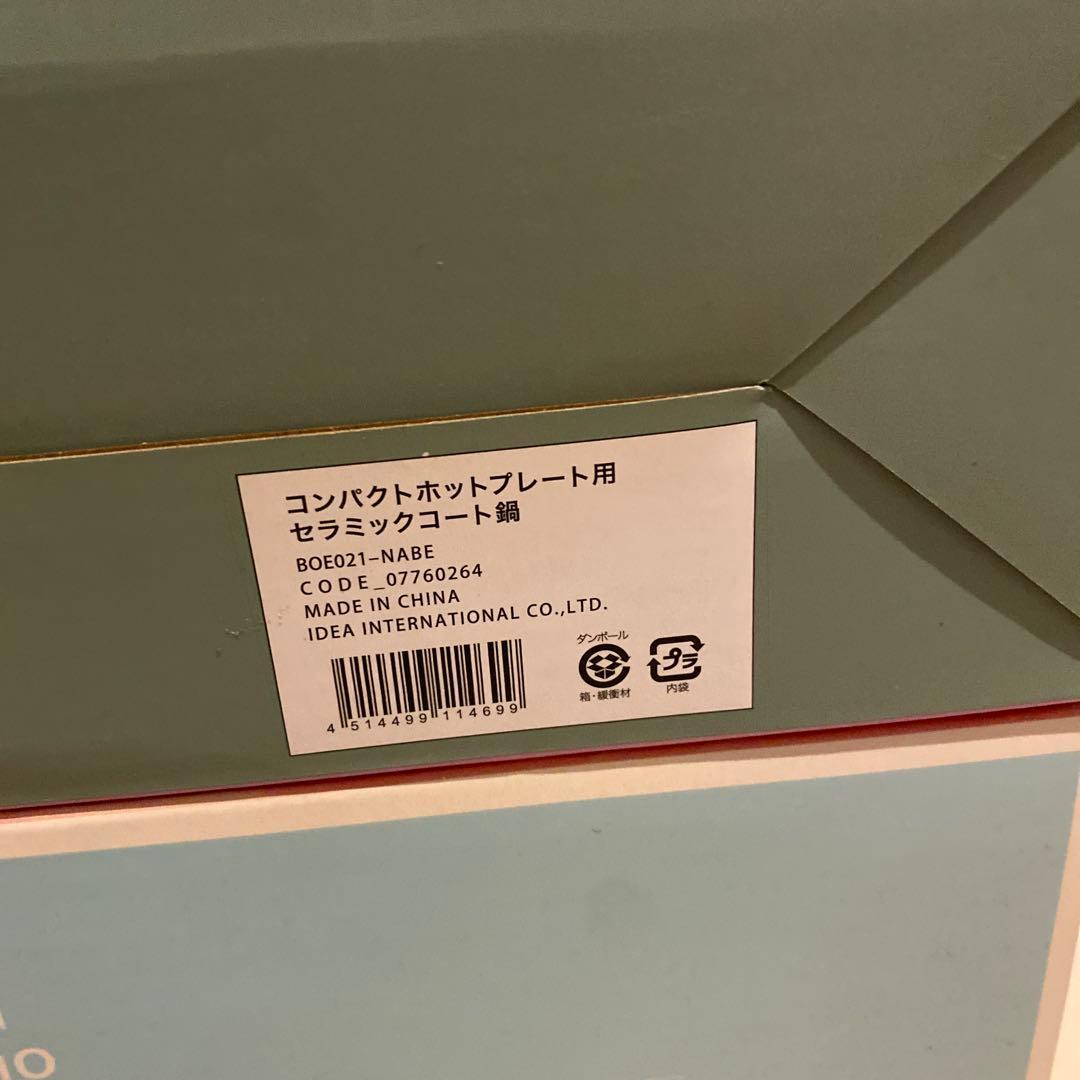 コンパクトホットプレート用
セラミックコート鍋
BOE021-NABE
CODE_07760264
MADE IN CHINA
IDEA INTERNATIONAL CO.,LTD.
4 514499 114699
ダンボール
箱・緩衝材
プラ
内袋